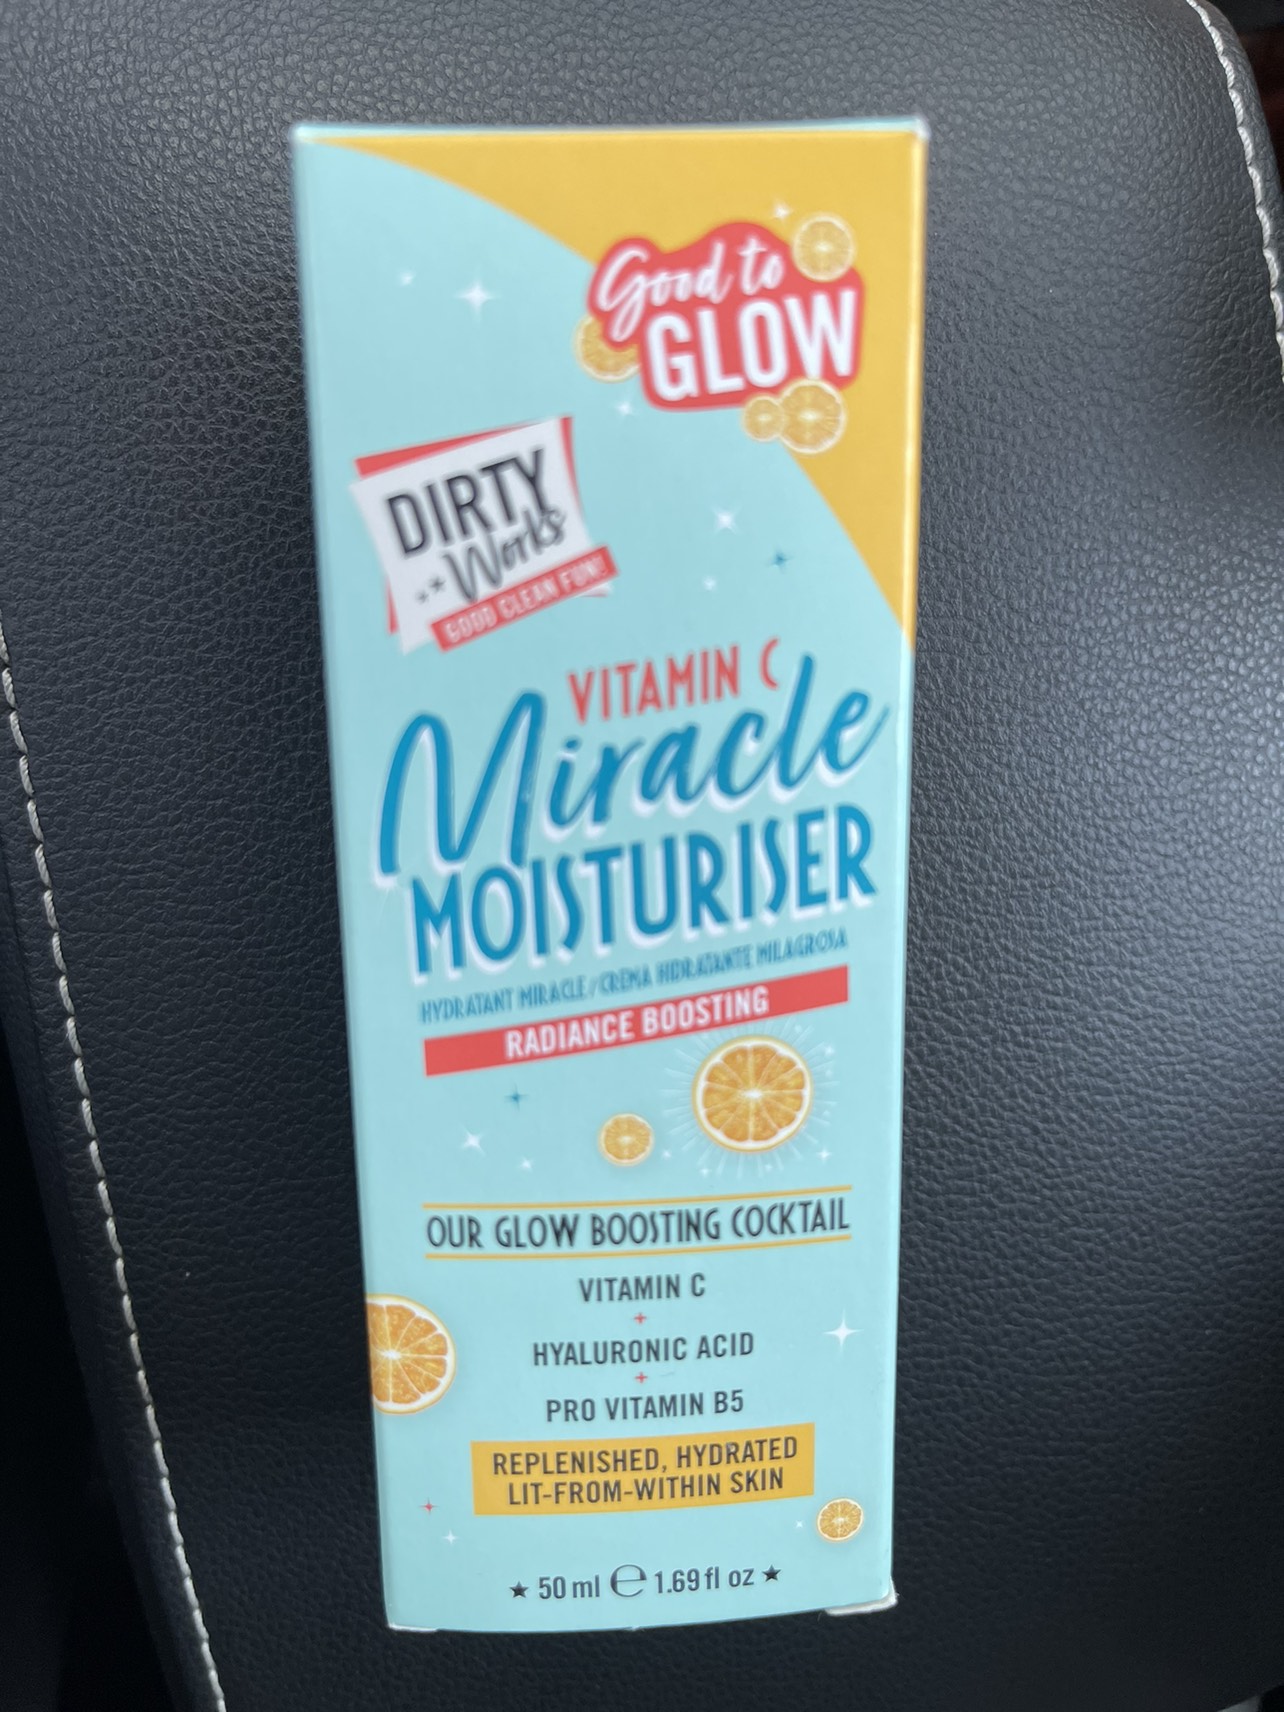 Good to
GLOW
DIRTY
Works
GOOD CLEAN FUN!
VITAMIN C
Miracle
MOISTURISER
HYDRATANT MIRACLE / CREMA HIDRATANTE MILAGROSA
RADIANCE BOOSTING
OUR GLOW BOOSTING COCKTAIL
VITAMIN C
+
HYALURONIC ACID
+
PRO VITAMIN B5
REPLENISHED, HYDRATED
LIT-FROM-WITHIN SKIN
★ 50 ml ℮ 1.69 fl oz ★